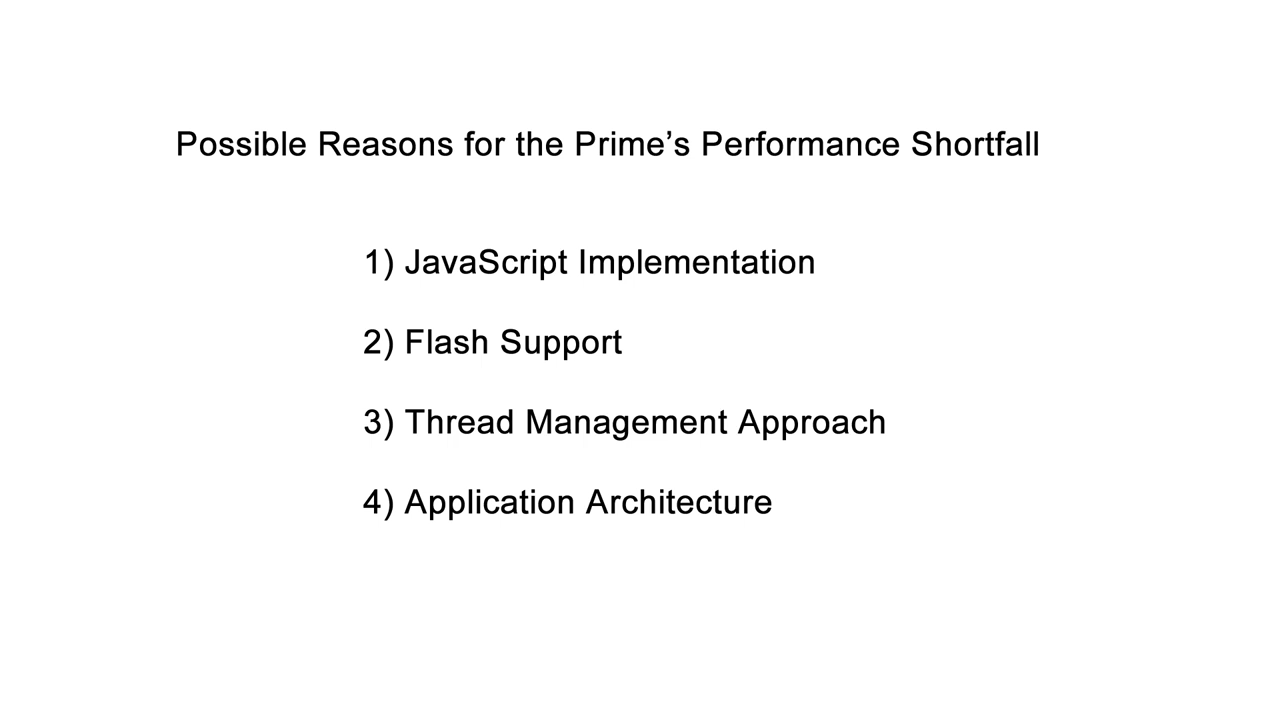 Possible Reasons for the Prime’s Performance Shortfall
1) JavaScript Implementation
2) Flash Support
3) Thread Management Approach
4) Application Architecture